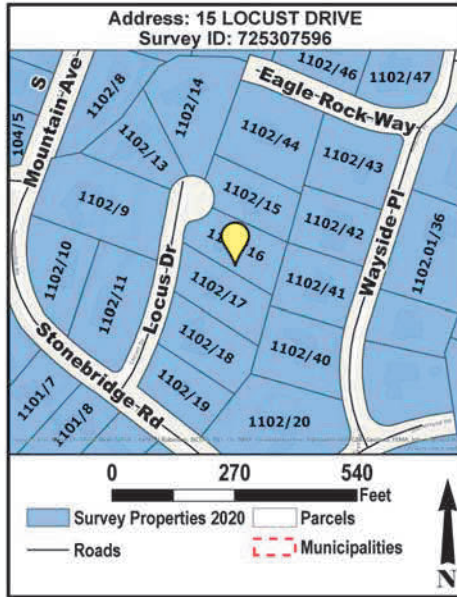 Address: 15 LOCUST DRIVE
Survey ID: 725307596
1102/46
1102/47
Eagle-Rock-Way
S
104/5
Mountain-Ave
1102/8
1102/14
1102/13
1102/44
1102/43
1102/9
1102/15
1102/42
1102.01/36
Wayside-Pl
16
1102/10
1102/11
Locus-Dr
1102/17
1102/41
1102/18
1102/40
Stonebridge-Rd
1102/19
1102/20
1101/7
1101/8
0 270 540
Feet
Survey Properties 2020
Parcels
Roads
Municipalities
N